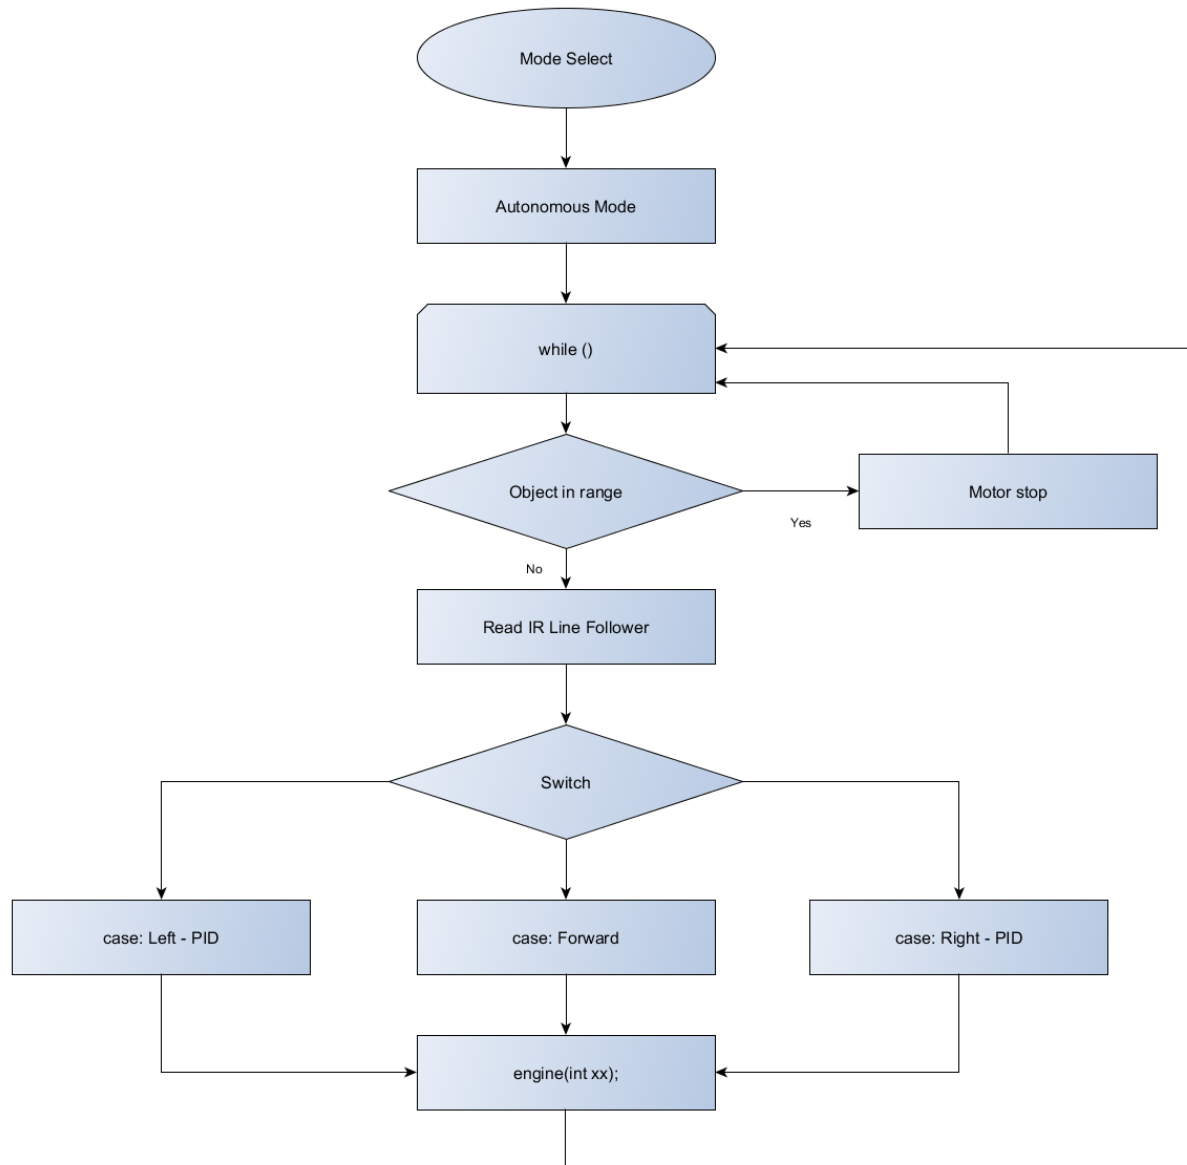 Mode Select
Autonomous Mode
while ()
Object in range
Motor stop
Yes
No
Read IR Line Follower
Switch
case: Left - PID
case: Forward
case: Right - PID
engine(int xx);